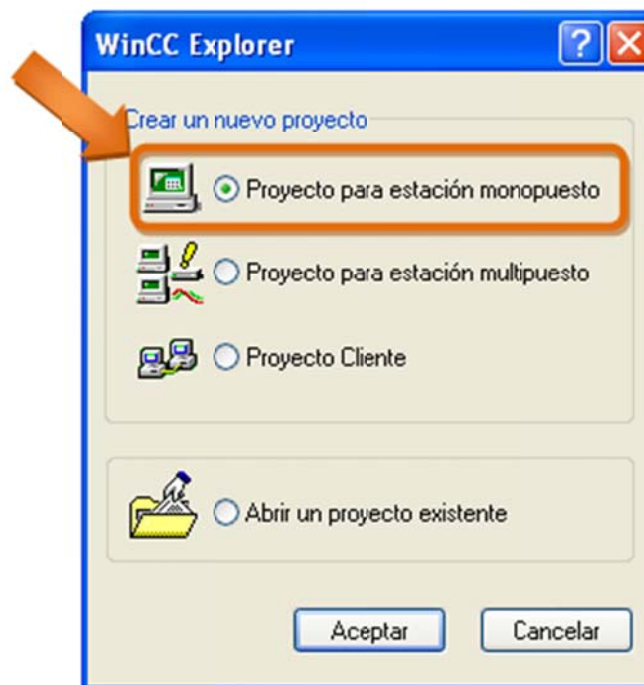 WinCC Explorer
Crear un nuevo proyecto
Proyecto para estación monopuesto
Proyecto para estación multipuesto
Proyecto Cliente
Abrir un proyecto existente
Aceptar Cancelar